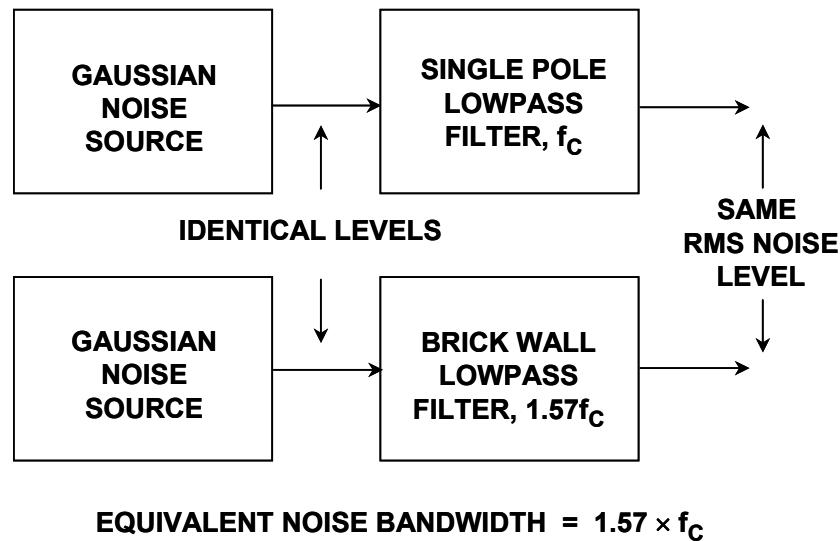 GAUSSIAN
NOISE
SOURCE
SINGLE POLE
LOWPASS
FILTER, fC
IDENTICAL LEVELS
SAME
RMS NOISE
LEVEL
GAUSSIAN
NOISE
SOURCE
BRICK WALL
LOWPASS
FILTER, 1.57fC
EQUIVALENT NOISE BANDWIDTH = 1.57 × fC